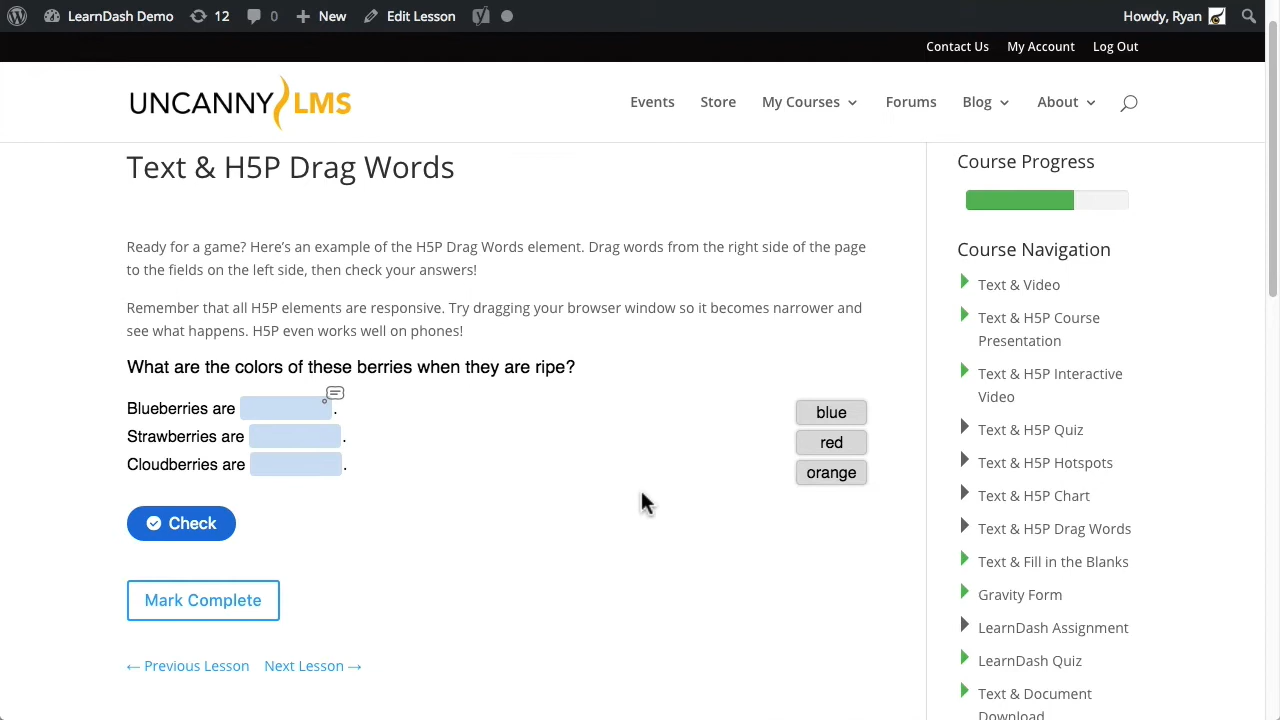 LearnDash Demo 12 0 New Edit Lesson Howdy, Ryan
Contact Us My Account Log Out
UNCANNY LMS Events Store My Courses Forums Blog About
Text & H5P Drag Words
Ready for a game? Here’s an example of the H5P Drag Words element. Drag words from the right side of the page
to the fields on the left side, then check your answers!
Remember that all H5P elements are responsive. Try dragging your browser window so it becomes narrower and
see what happens. H5P even works well on phones!
What are the colors of these berries when they are ripe?
Blueberries are .
Strawberries are .
Cloudberries are .
blue
red
orange
Check
Mark Complete
← Previous Lesson Next Lesson →
Course Progress
Course Navigation
Text & Video
Text & H5P Course
Presentation
Text & H5P Interactive
Video
Text & H5P Quiz
Text & H5P Hotspots
Text & H5P Chart
Text & H5P Drag Words
Text & Fill in the Blanks
Gravity Form
LearnDash Assignment
LearnDash Quiz
Text & Document
Download